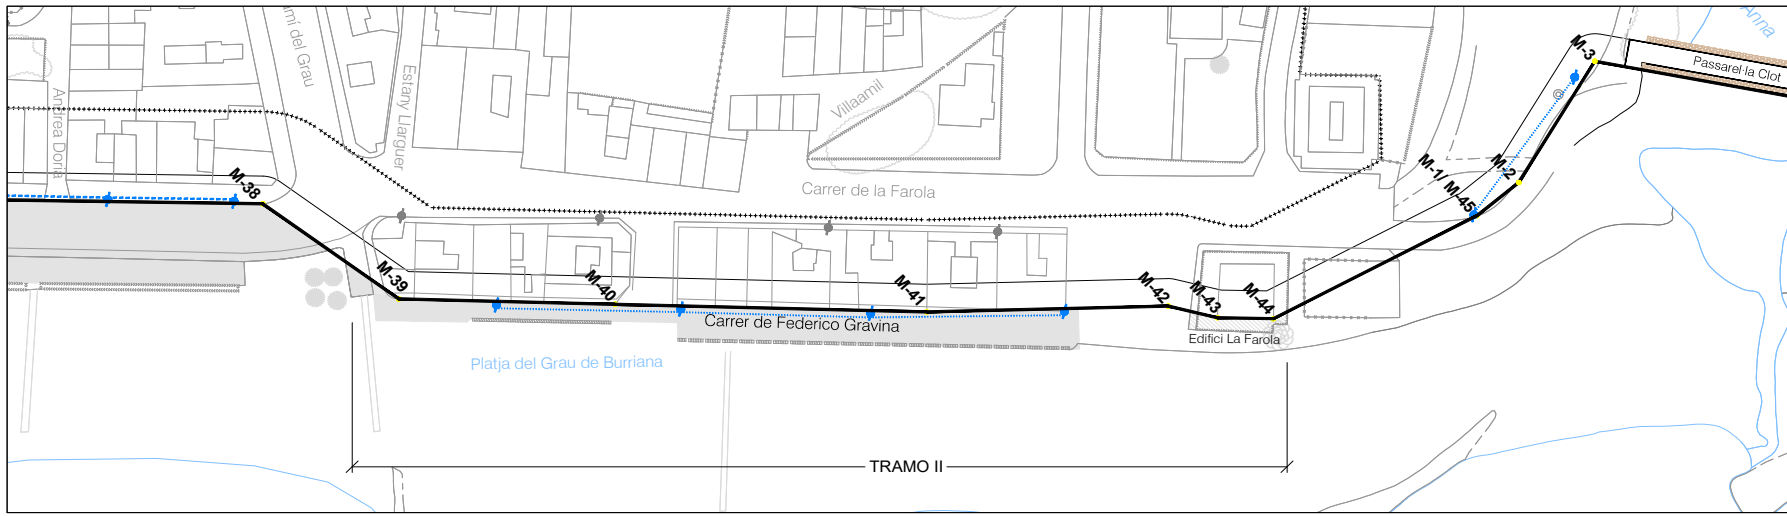 Anna
M-3
Passarel·la Clot
Andrea Doria
amí del Grau
Estany Llarguer
Villaamil
Carrer de la Farola
M-38
M-39
M-40
M-41
M-42
M-43
M-44
M-1/ M-45
M-2
Carrer de Federico Gravina
Edifici La Farola
Platja del Grau de Burriana
TRAMO II